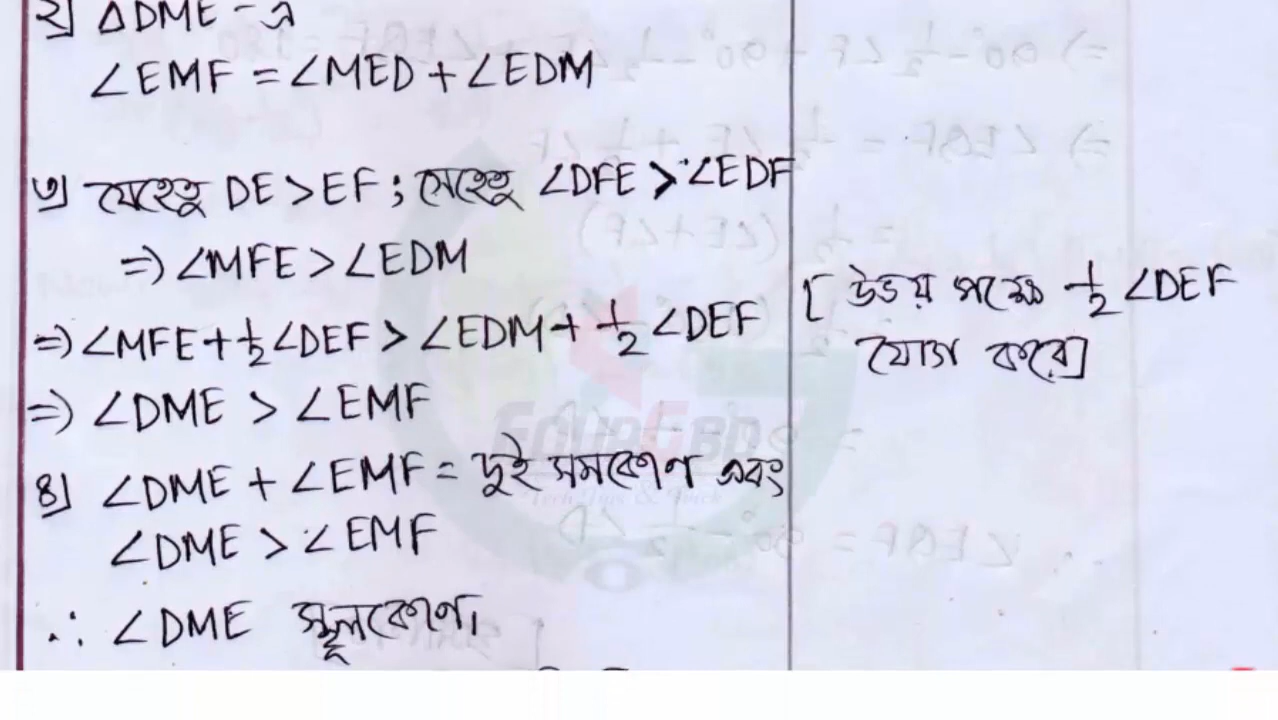 ২) △DME - এ
∠EMF = ∠MED + ∠EDM
৩) যেহেতু DE > EF ; সেহেতু ∠DFE > ∠EDF
⇒ ∠MFE > ∠EDM
⇒ ∠MFE + ½ ∠DEF > ∠EDM + ½ ∠DEF
[ উভয় পক্ষে ½ ∠DEF
যোগ করে]
⇒ ∠DME > ∠EMF
৪) ∠DME + ∠EMF = দুই সমকোণ এবং
∠DME > ∠EMF
∴ ∠DME স্থূলকোণ।